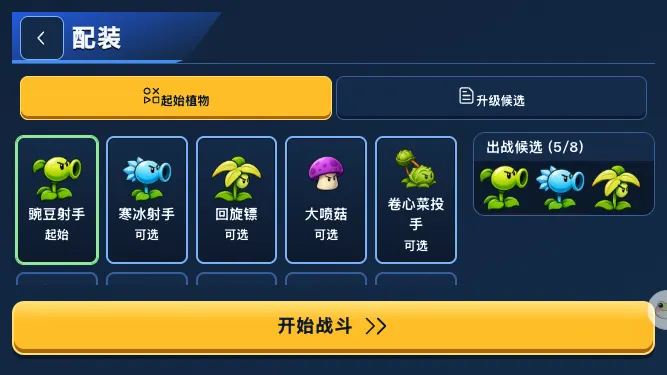 配装
起始植物
升级候选
出战候选 (5/8)
豌豆射手
起始
寒冰射手
可选
回旋镖
可选
大喷菇
可选
卷心菜投
手
可选
开始战斗